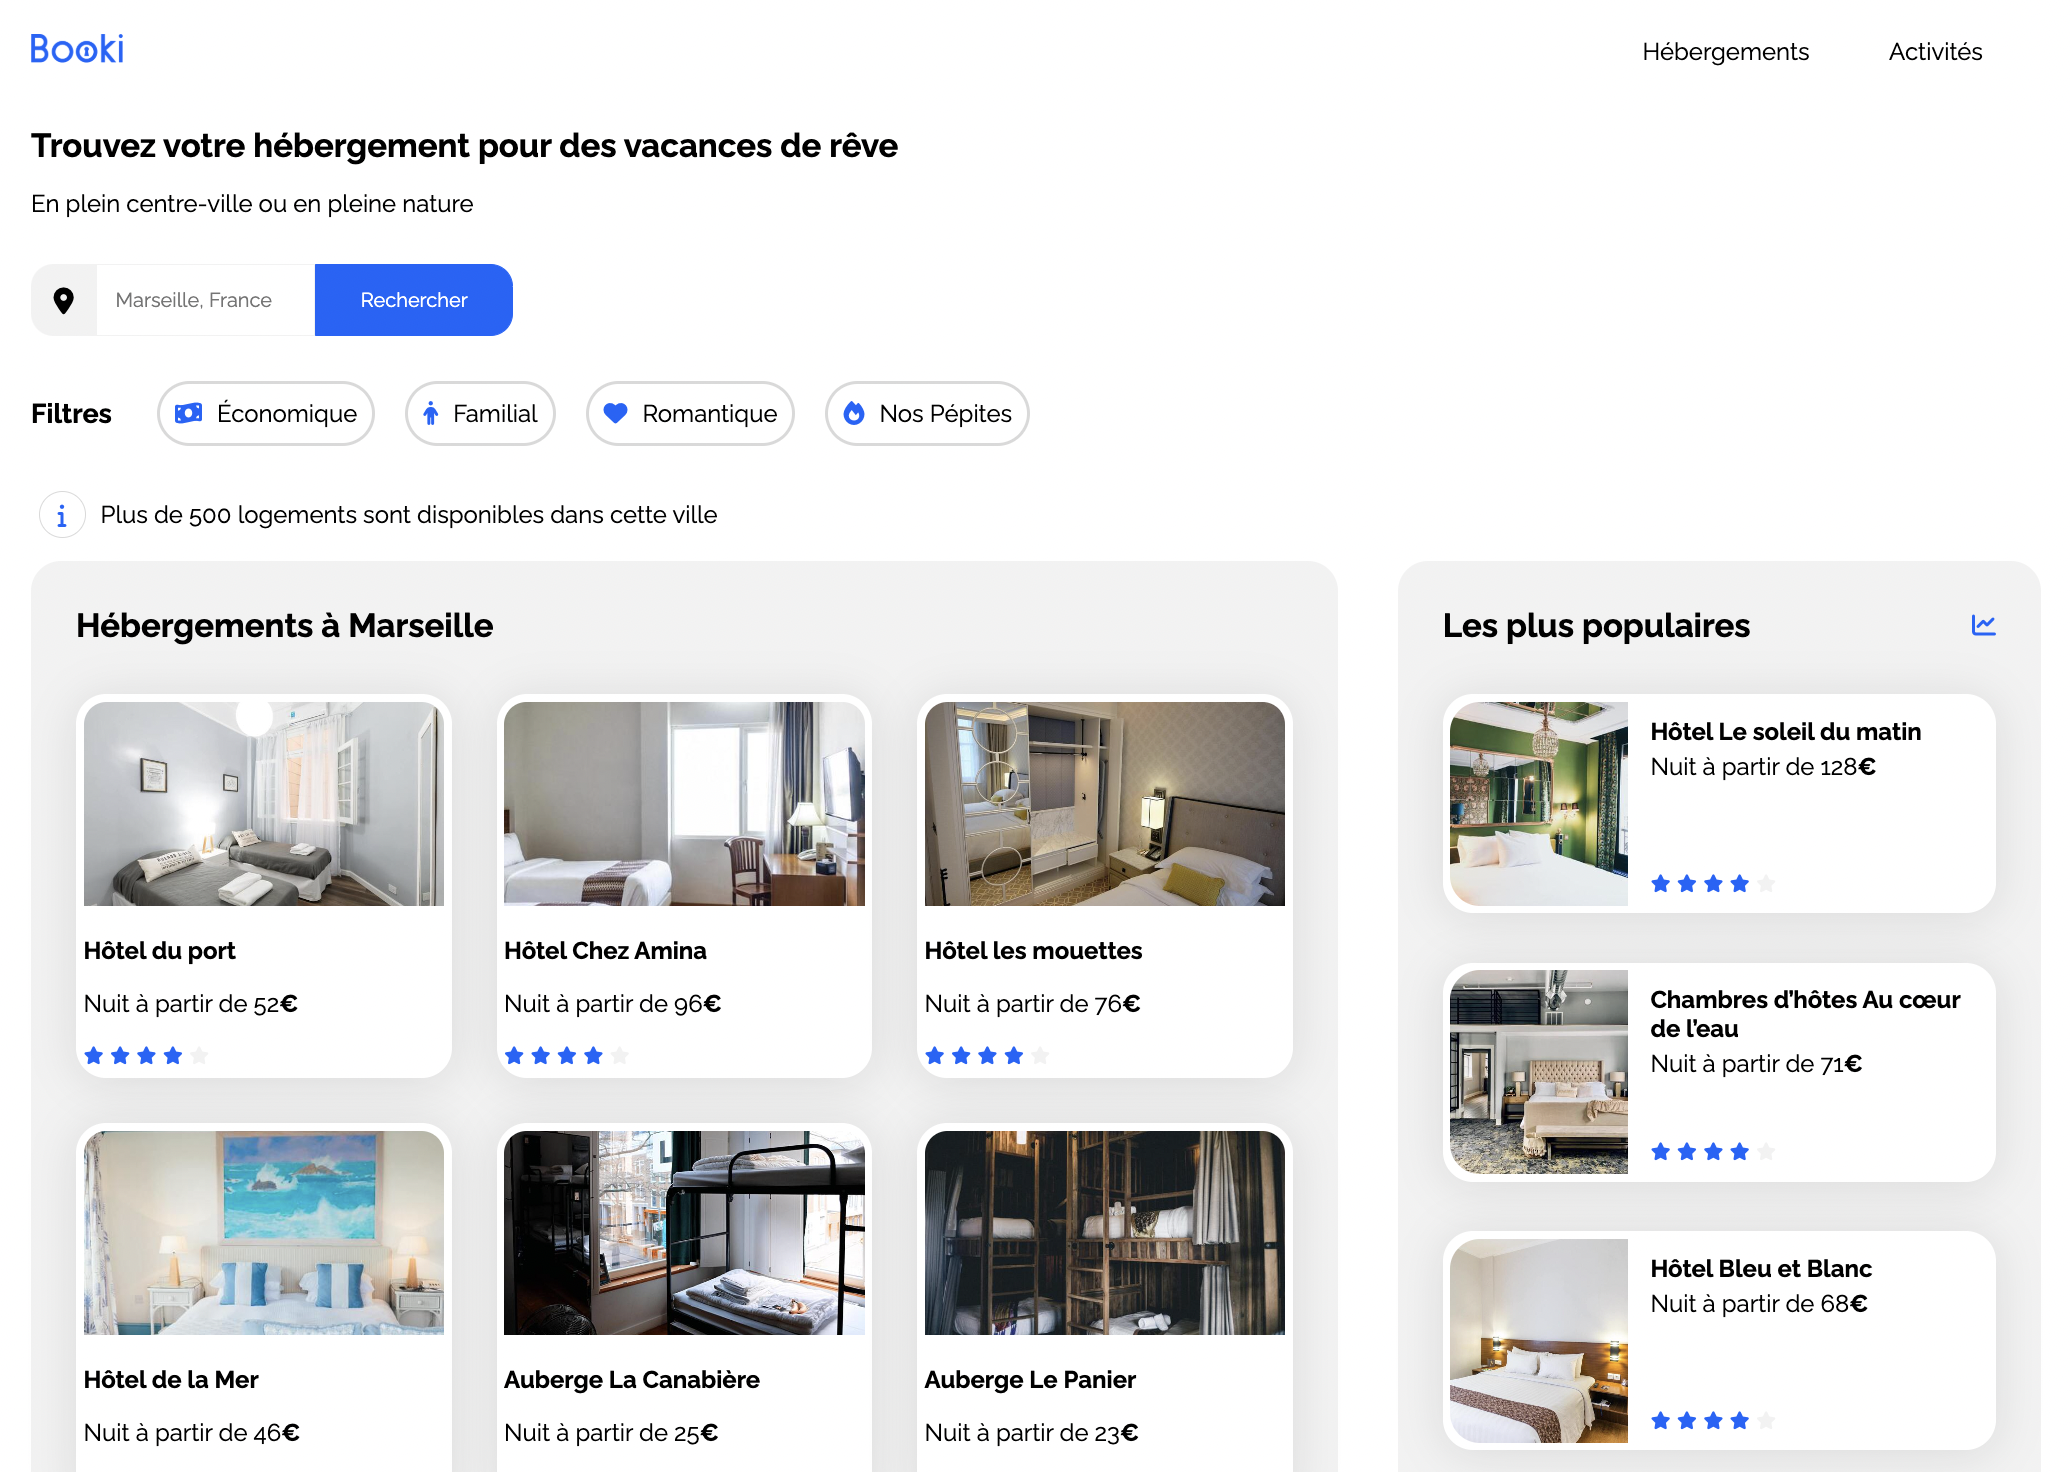 Booki
Hébergements
Activités
Trouvez votre hébergement pour des vacances de rêve
En plein centre-ville ou en pleine nature
Marseille, France
Rechercher
Filtres
Économique
Familial
Romantique
Nos Pépites
Plus de 500 logements sont disponibles dans cette ville
Hébergements à Marseille
Hôtel du port
Nuit à partir de 52€
Hôtel Chez Amina
Nuit à partir de 96€
Hôtel les mouettes
Nuit à partir de 76€
Hôtel de la Mer
Nuit à partir de 46€
Auberge La Canabière
Nuit à partir de 25€
Auberge Le Panier
Nuit à partir de 23€
Les plus populaires
Hôtel Le soleil du matin
Nuit à partir de 128€
Chambres d'hôtes Au cœur
de l'eau
Nuit à partir de 71€
Hôtel Bleu et Blanc
Nuit à partir de 68€